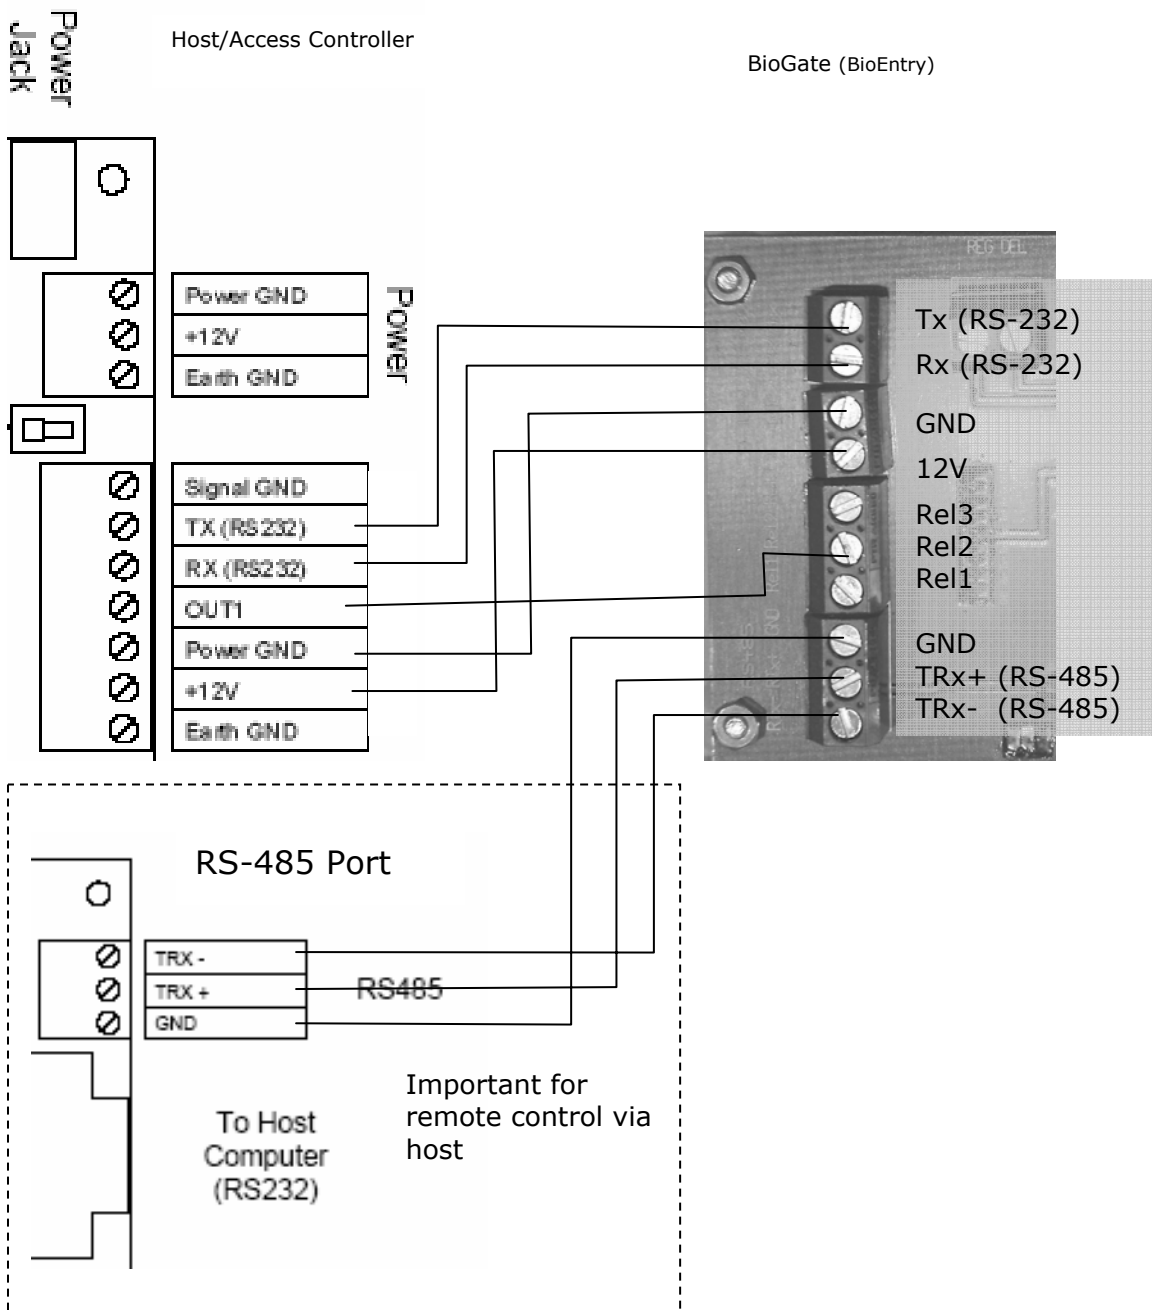 Power
Jack
Host/Access Controller
BioGate (BioEntry)
Power GND
+12V
Earth GND
Power
Signal GND
TX (RS232)
RX (RS232)
OUT1
Power GND
+12V
Earth GND
REG DEL
Tx (RS-232)
Rx (RS-232)
GND
12V
Rel3
Rel2
Rel1
GND
TRx+ (RS-485)
TRx- (RS-485)
RS-485 Port
TRX -
TRX +
GND
RS485
Important for
remote control via
host
To Host
Computer
(RS232)